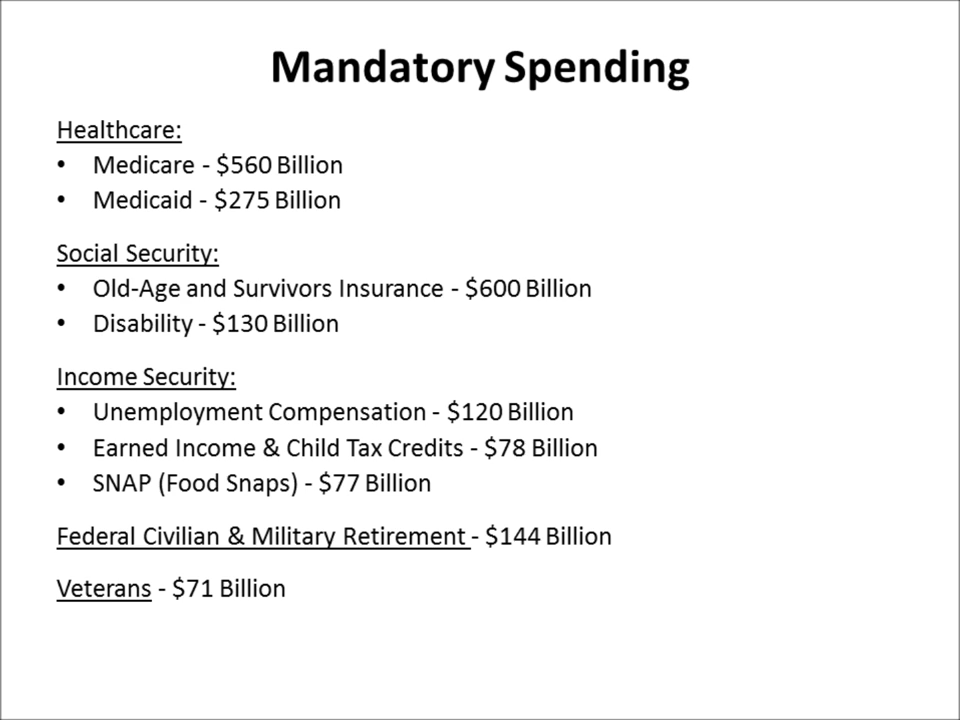 Mandatory Spending
Healthcare:
• Medicare - $560 Billion
• Medicaid - $275 Billion
Social Security:
• Old-Age and Survivors Insurance - $600 Billion
• Disability - $130 Billion
Income Security:
• Unemployment Compensation - $120 Billion
• Earned Income & Child Tax Credits - $78 Billion
• SNAP (Food Snaps) - $77 Billion
Federal Civilian & Military Retirement - $144 Billion
Veterans - $71 Billion